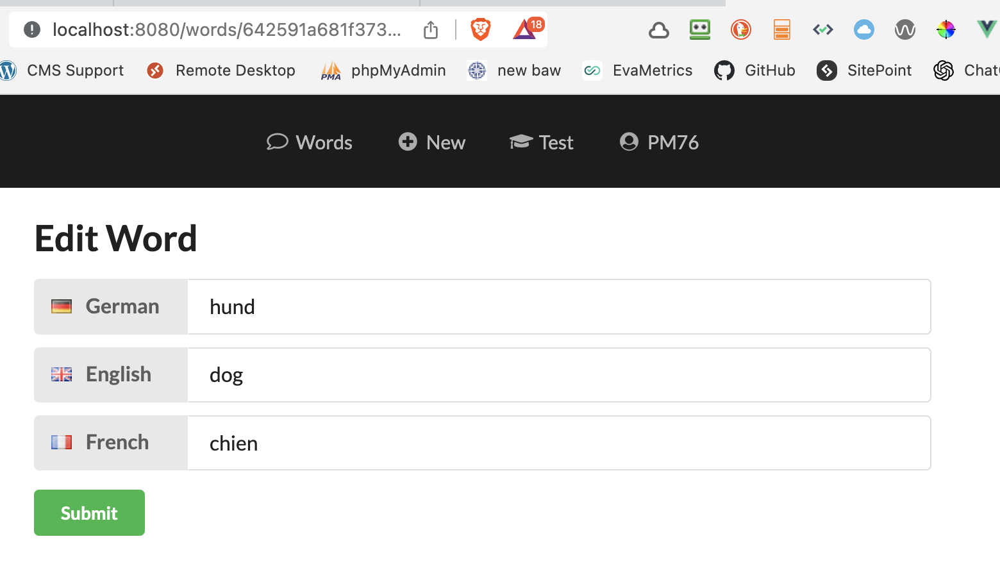 localhost:8080/words/642591a681f373...
18
CMS Support Remote Desktop PMA phpMyAdmin new baw EvaMetrics GitHub SitePoint Chat
Words New Test PM76
Edit Word
German hund
English dog
French chien
Submit